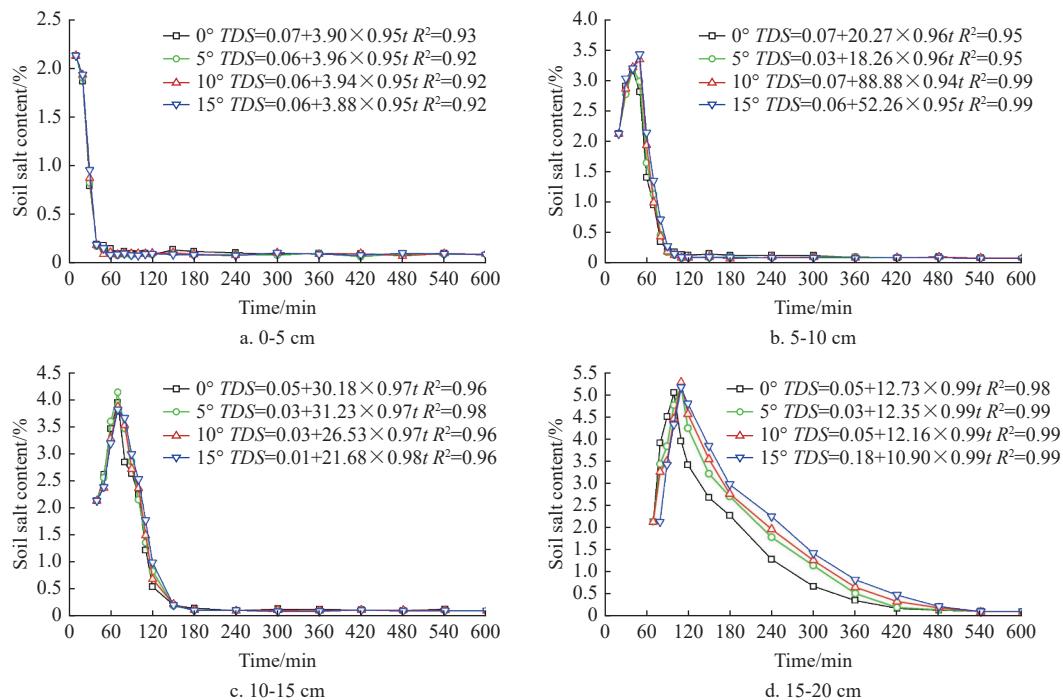 2.5
2.0
1.5
1.0
0.5
0
Soil salt content/%
0° TDS=0.07+3.90×0.95t R²=0.93
5° TDS=0.06+3.96×0.95t R²=0.92
10° TDS=0.06+3.94×0.95t R²=0.92
15° TDS=0.06+3.88×0.95t R²=0.92
0 60 120 180 240 300 360 420 480 540 600
Time/min
a. 0-5 cm
4.0
3.5
3.0
2.5
2.0
1.5
1.0
0.5
0
Soil salt content/%
0° TDS=0.07+20.27×0.96t R²=0.95
5° TDS=0.03+18.26×0.96t R²=0.95
10° TDS=0.07+88.88×0.94t R²=0.99
15° TDS=0.06+52.26×0.95t R²=0.99
0 60 120 180 240 300 360 420 480 540 600
Time/min
b. 5-10 cm
4.5
4.0
3.5
3.0
2.5
2.0
1.5
1.0
0.5
0
Soil salt content/%
0° TDS=0.05+30.18×0.97t R²=0.96
5° TDS=0.03+31.23×0.97t R²=0.98
10° TDS=0.03+26.53×0.97t R²=0.96
15° TDS=0.01+21.68×0.98t R²=0.96
0 60 120 180 240 300 360 420 480 540 600
Time/min
c. 10-15 cm
5.5
5.0
4.5
4.0
3.5
3.0
2.5
2.0
1.5
1.0
0.5
0
Soil salt content/%
0° TDS=0.05+12.73×0.99t R²=0.98
5° TDS=0.03+12.35×0.99t R²=0.99
10° TDS=0.05+12.16×0.99t R²=0.99
15° TDS=0.18+10.90×0.99t R²=0.99
0 60 120 180 240 300 360 420 480 540 600
Time/min
d. 15-20 cm